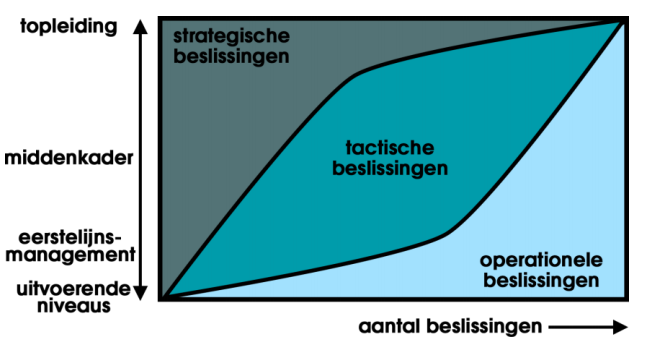 topleiding
strategische
beslissingen
tactische
beslissingen
middenkader
eerstelijns-
management
operationele
beslissingen
uitvoerende
niveaus
aantal beslissingen